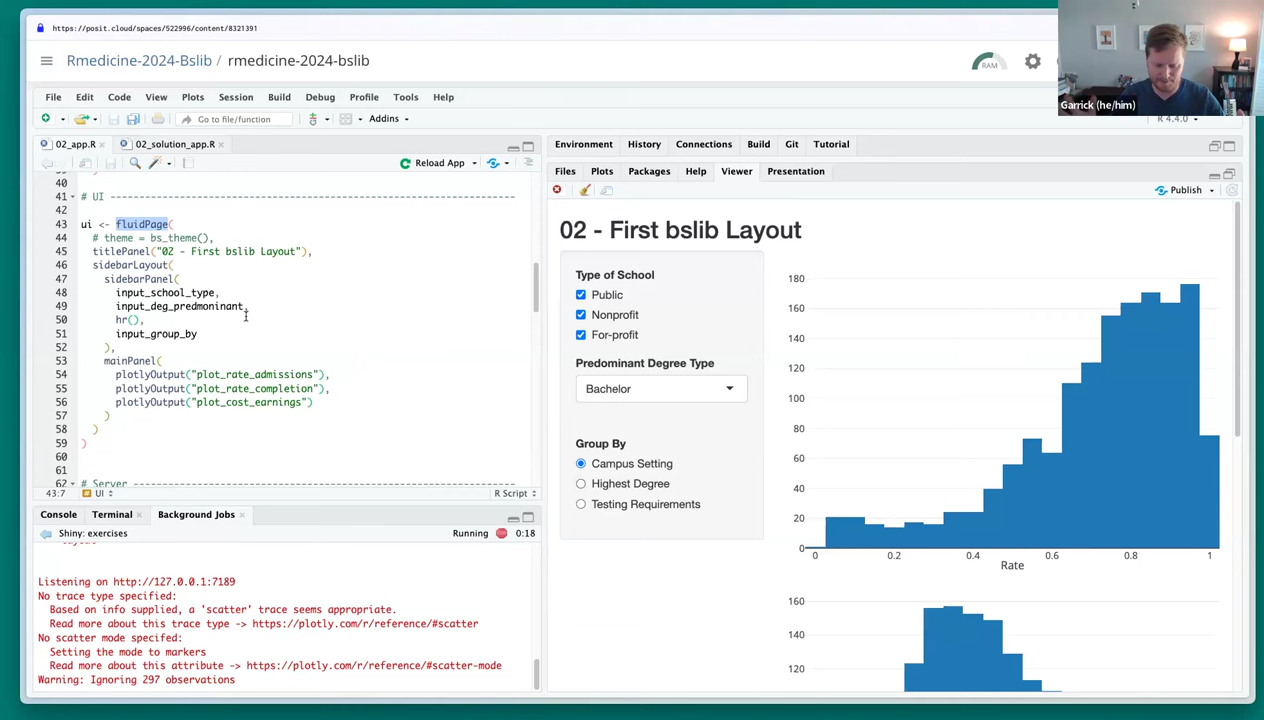 https://posit.cloud/spaces/522996/content/8321391
Rmedicine-2024-Bslib / rmedicine-2024-bslib
RAM
Garrick (he/him)
File Edit Code View Plots Session Build Debug Profile Tools Help
Go to file/function
Addins
R 4.4.0
02_app.R
02_solution_app.R
Reload App
40
41 # UI
42
43 ui <- fluidPage(
44 # theme = bs_theme(),
45 titlePanel("02 - First bslib Layout"),
46 sidebarLayout(
47 sidebarPanel(
48 input_school_type,
49 input_deg_predmoninant,
50 hr(),
51 input_group_by
52 ),
53 mainPanel(
54 plotlyOutput("plot_rate_admissions"),
55 plotlyOutput("plot_rate_completion"),
56 plotlyOutput("plot_cost_earnings")
57 )
58 )
59 )
60
61
62 # Server
43:7 UI R Script
Console Terminal Background Jobs
Shiny: exercises Running 0:18
Listening on http://127.0.0.1:7189
No trace type specified:
Based on info supplied, a 'scatter' trace seems appropriate.
Read more about this trace type -> https://plotly.com/r/reference/#scatter
No scatter mode specifed:
Setting the mode to markers
Read more about this attribute -> https://plotly.com/r/reference/#scatter-mode
Warning: Ignoring 297 observations
Environment History Connections Build Git Tutorial
Files Plots Packages Help Viewer Presentation
Publish
02 - First bslib Layout
Type of School
Public
Nonprofit
For-profit
Predominant Degree Type
Bachelor
Group By
Campus Setting
Highest Degree
Testing Requirements
180
160
140
120
100
80
60
40
20
0
0 0.2 0.4 0.6 0.8 1
Rate
160
140
120